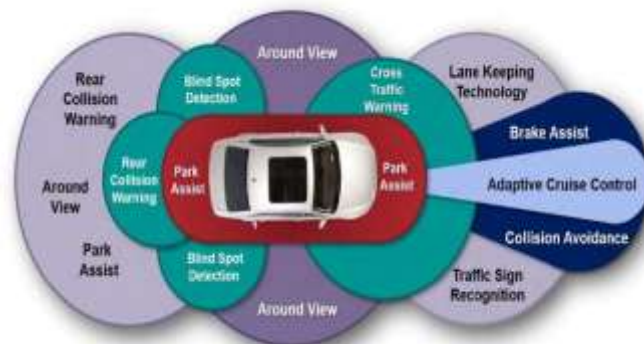 Around View
Rear
Collision
Warning
Blind Spot
Detection
Cross
Traffic
Warning
Lane Keeping
Technology
Brake Assist
Rear
Collision
Warning
Park
Assist
Park
Assist
Adaptive Cruise Control
Around
View
Park
Assist
Collision Avoidance
Blind Spot
Detection
Traffic Sign
Recognition
Around View